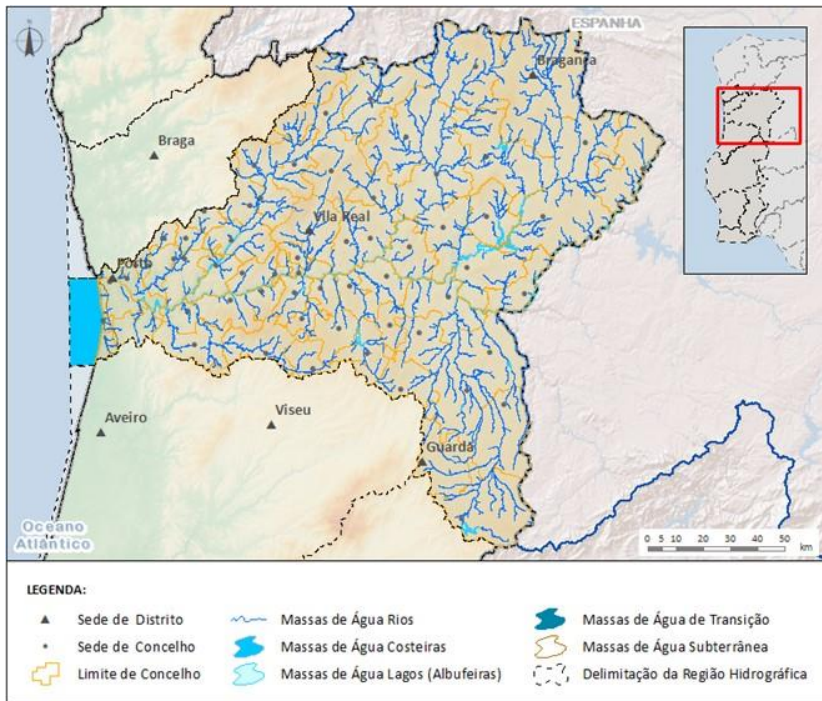 ESPANHA
Bragança
Braga
Vila Real
Porto
Aveiro
Viseu
Guarda
Oceano
Atlântico
0 5 10 20 30 40 50
km
LEGENDA:
Sede de Distrito
Massas de Água Rios
Massas de Água de Transição
Sede de Concelho
Massas de Água Costeiras
Massas de Água Subterrânea
Limite de Concelho
Massas de Água Lagos (Albufeiras)
Delimitação da Região Hidrográfica